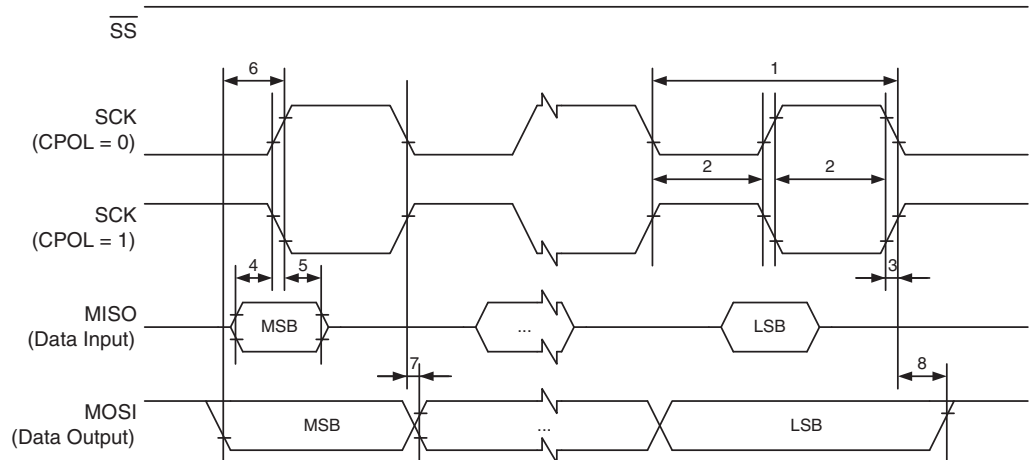 SS
6
1
SCK
(CPOL = 0)
2
2
SCK
(CPOL = 1)
4
5
3
MISO
(Data Input)
MSB
...
LSB
7
8
MOSI
(Data Output)
MSB
...
LSB